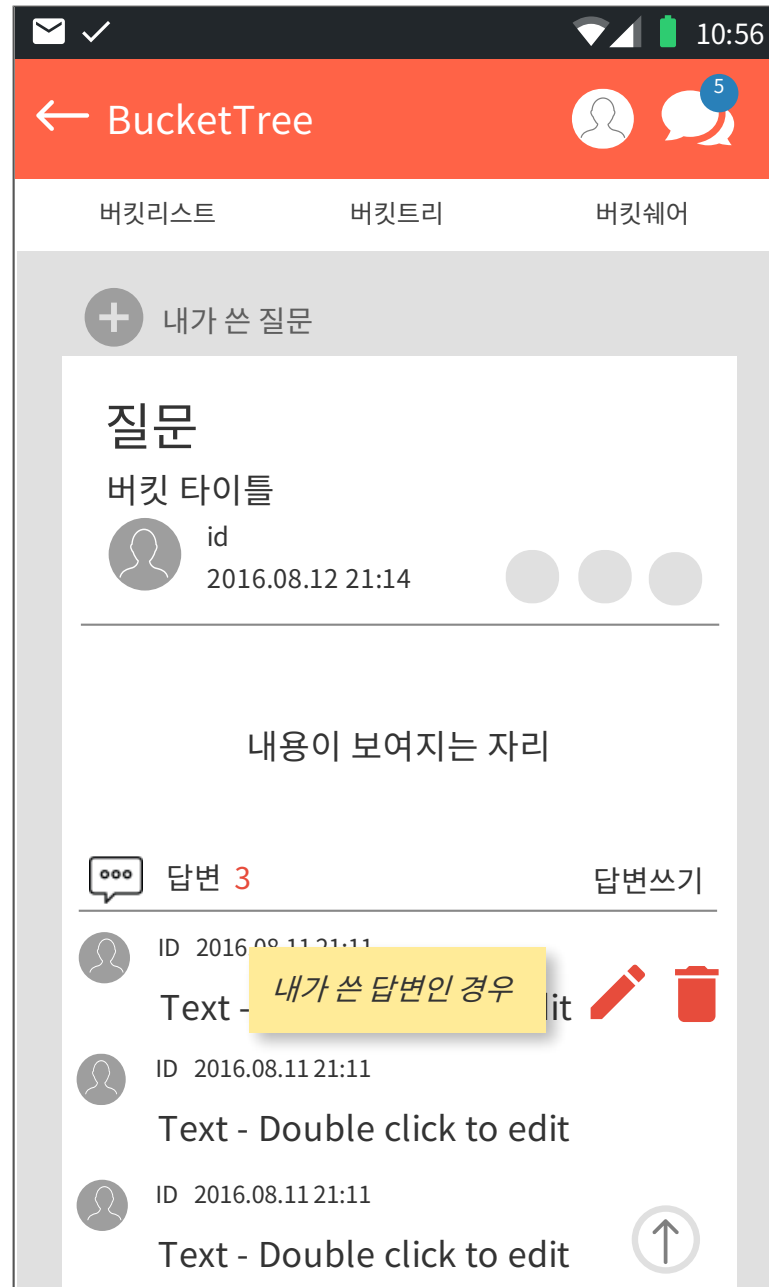 10:56
BucketTree
5
버킷리스트 버킷트리 버킷쉐어
내가 쓴 질문
질문
버킷 타이틀
id
2016.08.12 21:14
내용이 보여지는 자리
답변 3 답변쓰기
ID 2016.08.11 21:11
내가 쓴 답변인 경우
Text - it
ID 2016.08.11 21:11
Text - Double click to edit
ID 2016.08.11 21:11
Text - Double click to edit